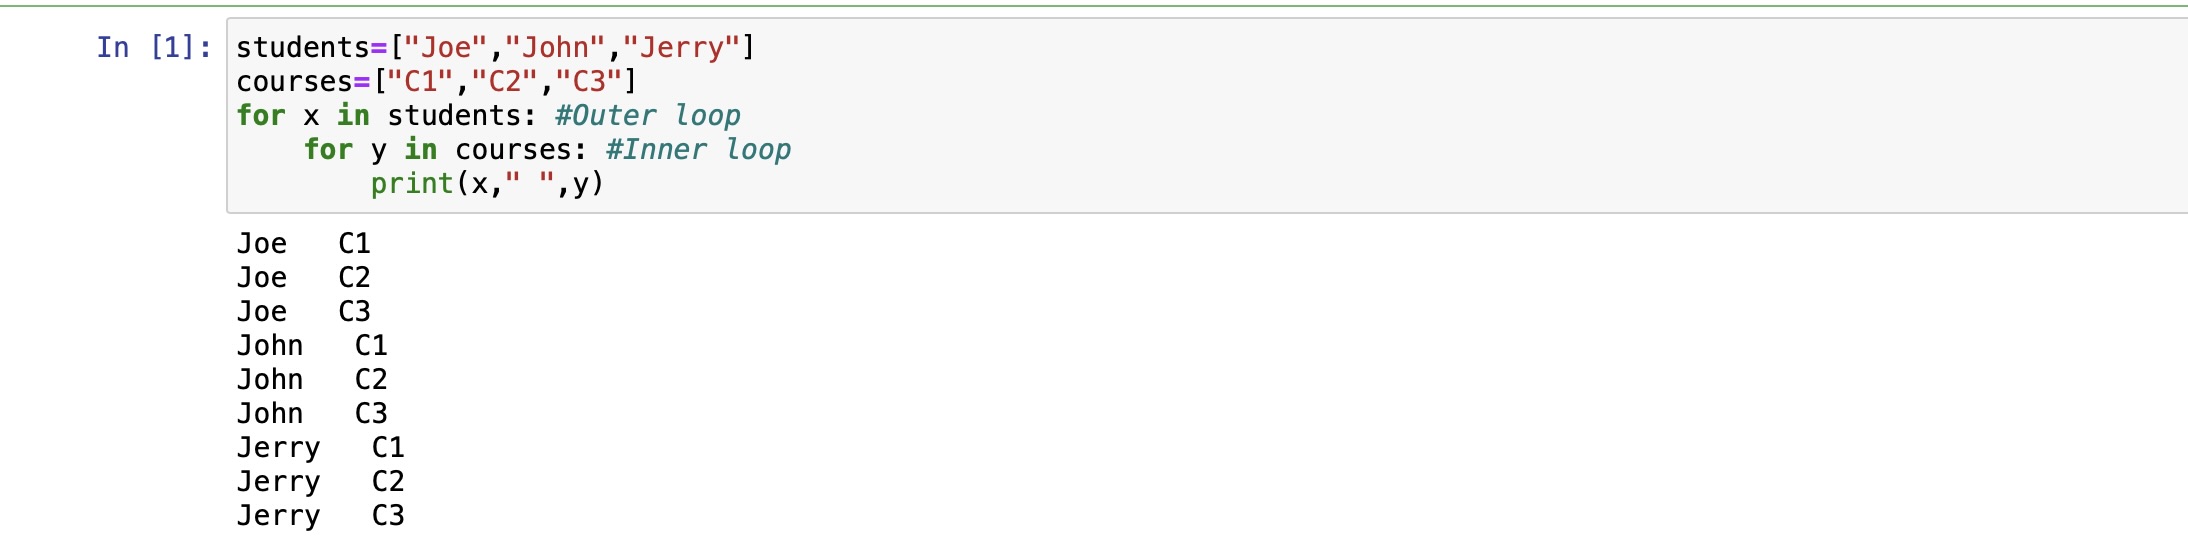 In [1]: students=["Joe","John","Jerry"]
courses=["C1","C2","C3"]
for x in students: #Outer loop
    for y in courses: #Inner loop
        print(x," ",y)
Joe   C1
Joe   C2
Joe   C3
John   C1
John   C2
John   C3
Jerry   C1
Jerry   C2
Jerry   C3